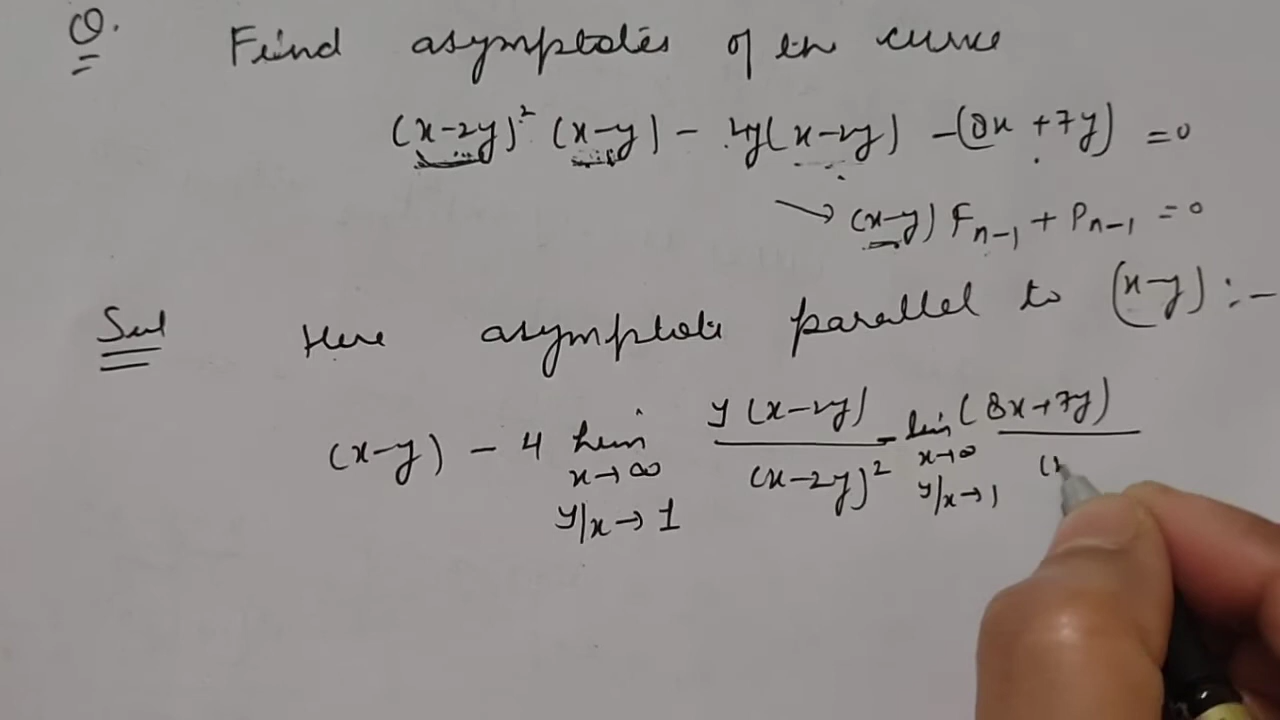 Q. Find asymptotes of the curve
(x-2y)² (x-y) - 4y(x-2y) - (8x+7y) = 0
→ (x-y) Fn-1 + Pn-1 = 0
Sol Here asymptote parallel to (x-y) :-
(x-y) - 4 lim x→∞ y/x→1 y(x-2y) / (x-2y)² - lim x→∞ y/x→1 (8x+7y) / (x